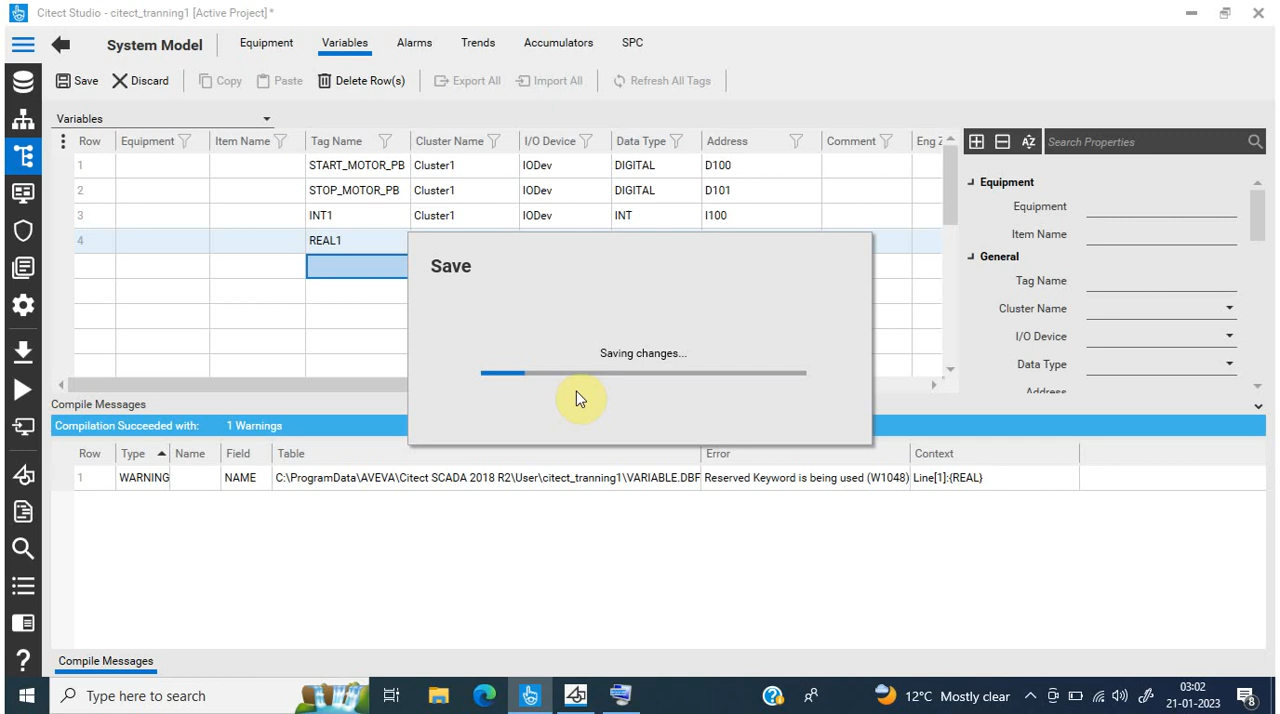 Citect Studio - citect_tranning1 [Active Project] *
System Model Equipment Variables Alarms Trends Accumulators SPC
Save Discard Copy Paste Delete Row(s) Export All Import All Refresh All Tags
Variables
Row Equipment Item Name Tag Name Cluster Name I/O Device Data Type Address Comment Eng Z
1 START_MOTOR_PB Cluster1 IODev DIGITAL D100
2 STOP_MOTOR_PB Cluster1 IODev DIGITAL D101
3 INT1 Cluster1 IODev INT I100
4 REAL1
AZ Search Properties
Equipment
Equipment
Item Name
General
Tag Name
Cluster Name
I/O Device
Data Type
Address
Save
Saving changes...
Compile Messages
Compilation Succeeded with: 1 Warnings
Row Type Name Field Table Error Context
1 WARNING NAME C:\ProgramData\AVEVA\Citect SCADA 2018 R2\User\citect_tranning1\VARIABLE.DBF Reserved Keyword is being used (W1048) Line[1]:{REAL}
Compile Messages
Type here to search
12°C Mostly clear
03:02
21-01-2023
8